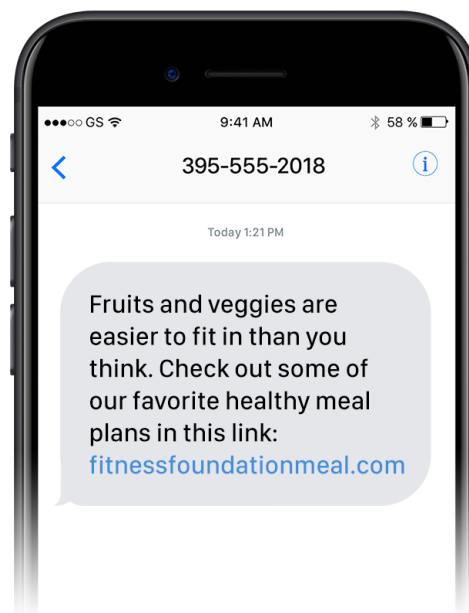 GS 9:41 AM 58 %
395-555-2018
Today 1:21 PM
Fruits and veggies are
easier to fit in than you
think. Check out some of
our favorite healthy meal
plans in this link:
fitnessfoundationmeal.com